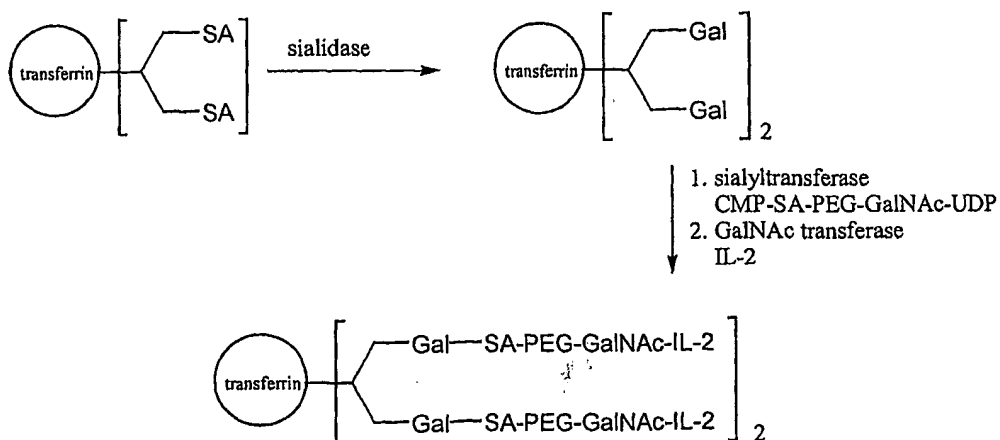 SA
transferrin
SA
sialidase
Gal
transferrin
Gal
2
1. sialyltransferase
CMP-SA-PEG-GalNAc-UDP
2. GalNAc transferase
IL-2
Gal—SA-PEG-GalNAc-IL-2
transferrin
Gal—SA-PEG-GalNAc-IL-2
2